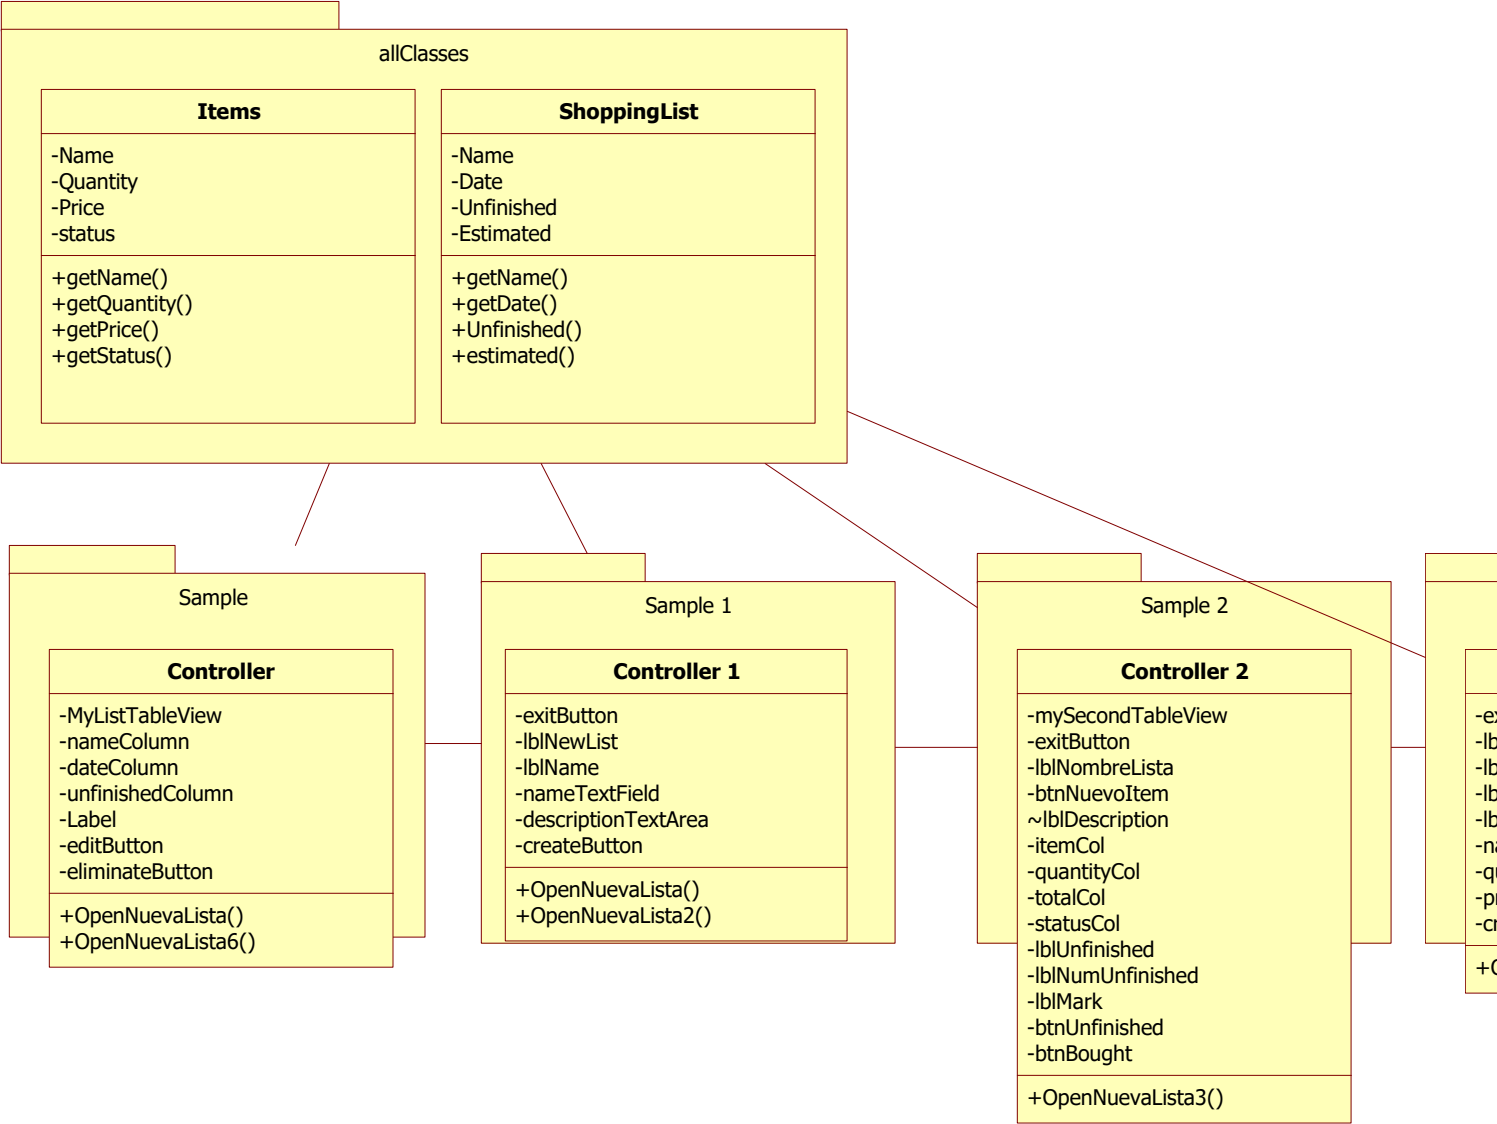 allClasses
Items
-Name
-Quantity
-Price
-status
+getName()
+getQuantity()
+getPrice()
+getStatus()
ShoppingList
-Name
-Date
-Unfinished
-Estimated
+getName()
+getDate()
+Unfinished()
+estimated()
Sample
Controller
-MyListTableView
-nameColumn
-dateColumn
-unfinishedColumn
-Label
-editButton
-eliminateButton
+OpenNuevaLista()
+OpenNuevaLista6()
Sample 1
Controller 1
-exitButton
-lblNewList
-lblName
-nameTextField
-descriptionTextArea
-createButton
+OpenNuevaLista()
+OpenNuevaLista2()
Sample 2
Controller 2
-mySecondTableView
-exitButton
-lblNombreLista
-btnNuevoItem
~lblDescription
-itemCol
-quantityCol
-totalCol
-statusCol
-lblUnfinished
-lblNumUnfinished
-lblMark
-btnUnfinished
-btnBought
+OpenNuevaLista3()